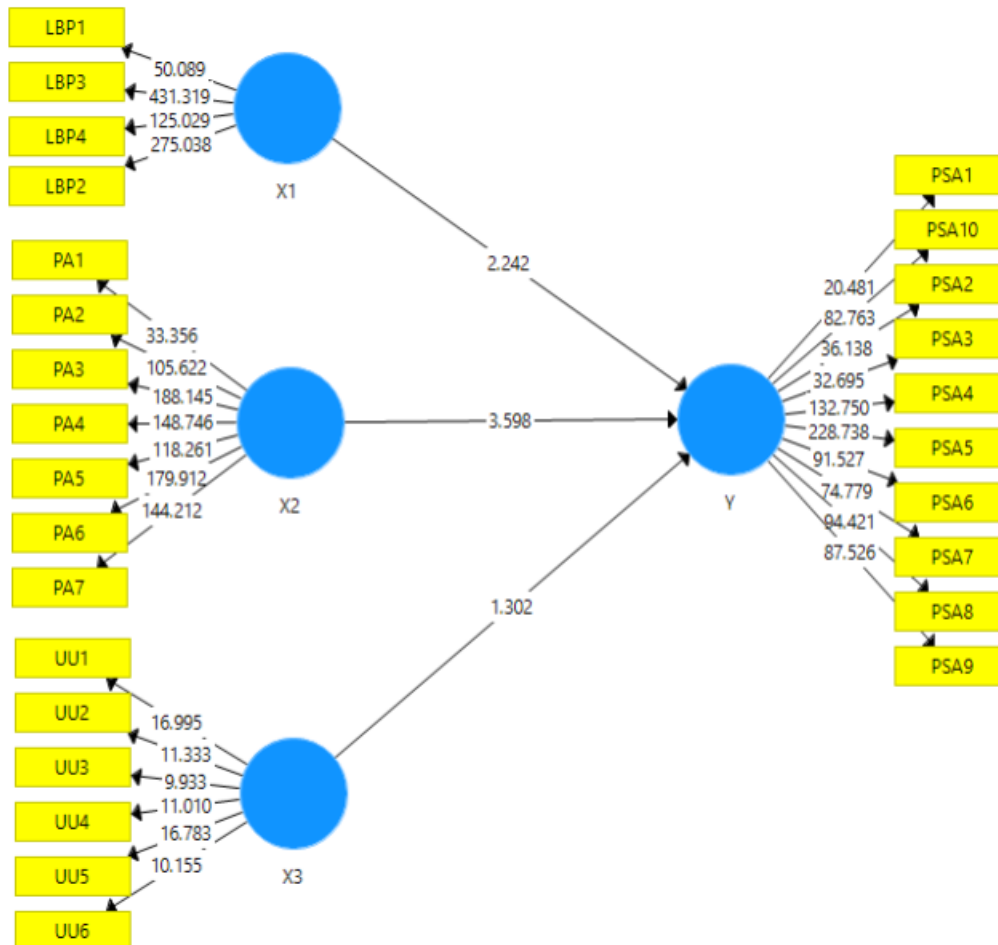 LBP1
LBP3
LBP4
LBP2
50.089
431.319
125.029
275.038
X1
PA1
PA2
PA3
PA4
PA5
PA6
PA7
33.356
105.622
188.145
148.746
118.261
179.912
144.212
X2
UU1
UU2
UU3
UU4
UU5
UU6
16.995
11.333
9.933
11.010
16.783
10.155
X3
2.242
3.598
1.302
Y
20.481
82.763
36.138
32.695
132.750
228.738
91.527
74.779
94.421
87.526
PSA1
PSA10
PSA2
PSA3
PSA4
PSA5
PSA6
PSA7
PSA8
PSA9